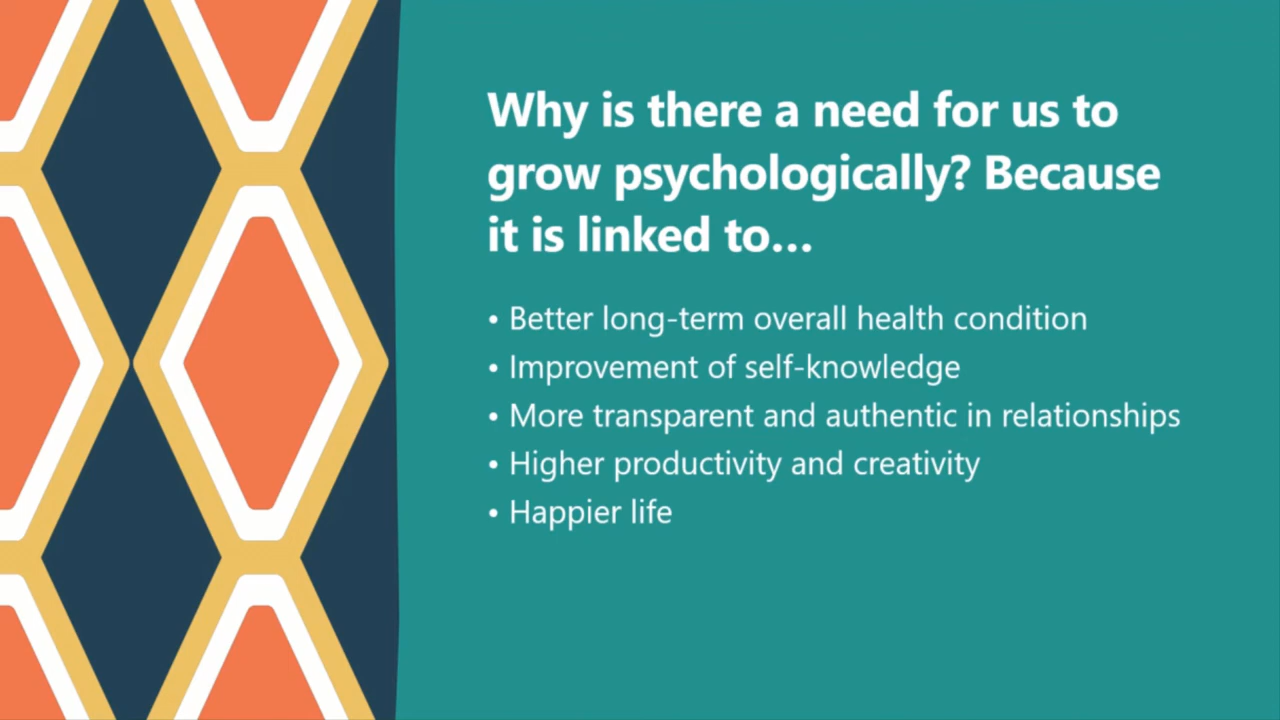 Why is there a need for us to
grow psychologically? Because
it is linked to...
• Better long-term overall health condition
• Improvement of self-knowledge
• More transparent and authentic in relationships
• Higher productivity and creativity
• Happier life